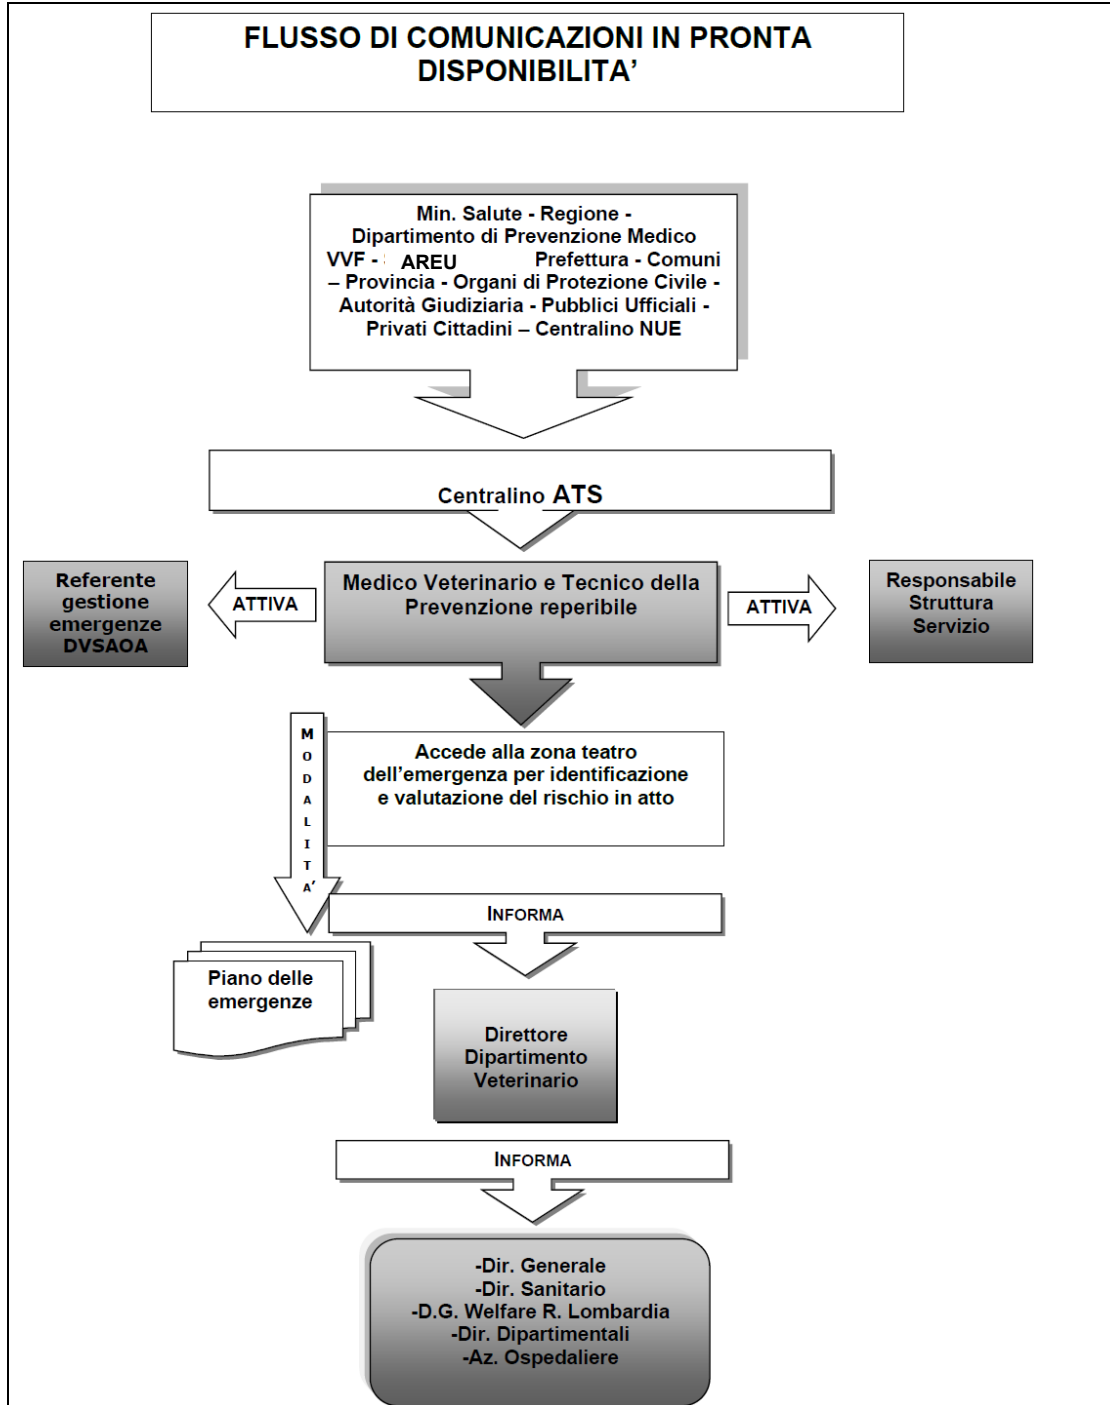 FLUSSO DI COMUNICAZIONI IN PRONTA
DISPONIBILITA’
Min. Salute - Regione -
Dipartimento di Prevenzione Medico
VVF - AREU Prefettura - Comuni
– Provincia - Organi di Protezione Civile -
Autorità Giudiziaria - Pubblici Ufficiali -
Privati Cittadini – Centralino NUE
Centralino ATS
Referente
gestione
emergenze
DVSAOA
ATTIVA
Medico Veterinario e Tecnico della
Prevenzione reperibile
ATTIVA
Responsabile
Struttura
Servizio
MODALITA’
Accede alla zona teatro
dell’emergenza per identificazione
e valutazione del rischio in atto
INFORMA
Piano delle
emergenze
Direttore
Dipartimento
Veterinario
INFORMA
-Dir. Generale
-Dir. Sanitario
-D.G. Welfare R. Lombardia
-Dir. Dipartimentali
-Az. Ospedaliere